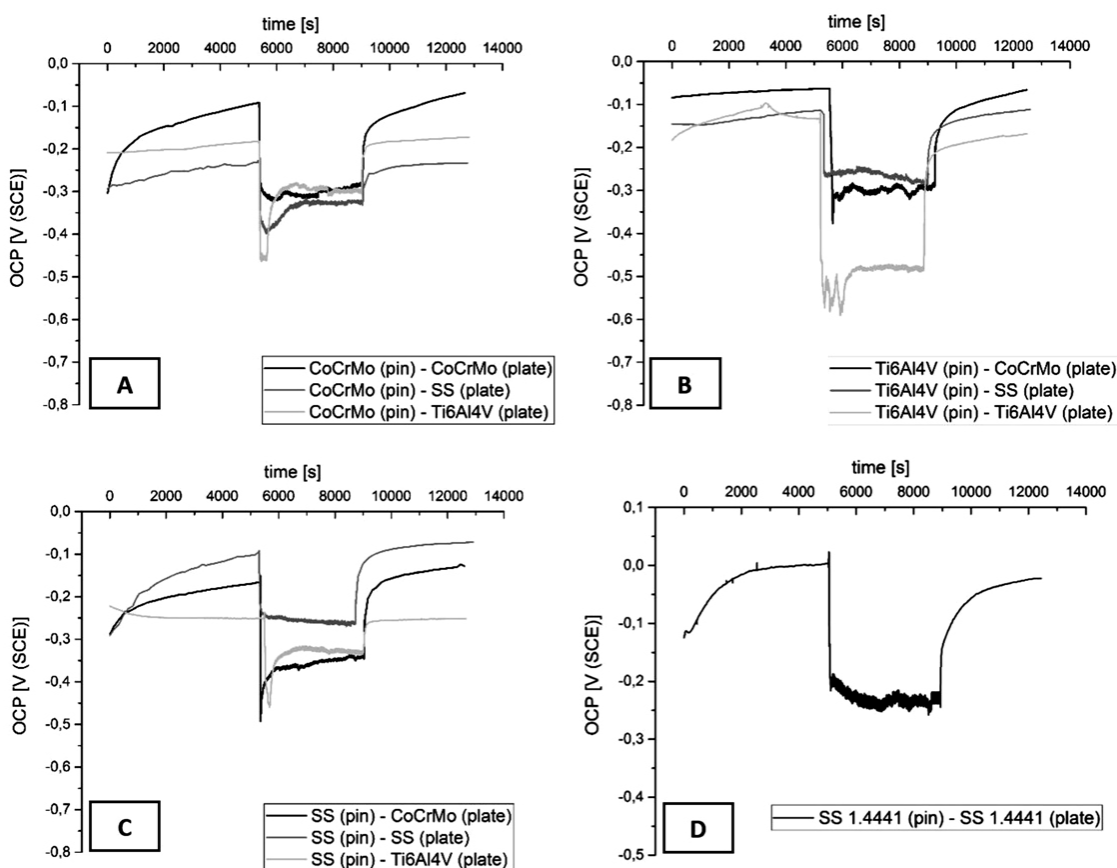 time [s]
0 2000 4000 6000 8000 10000 12000 14000
0,0
-0,1
-0,2
-0,3
-0,4
-0,5
-0,6
-0,7
-0,8
OCP [V (SCE)]
A
CoCrMo (pin) - CoCrMo (plate)
CoCrMo (pin) - SS (plate)
CoCrMo (pin) - Ti6Al4V (plate)
time [s]
0 2000 4000 6000 8000 10000 12000 14000
0,0
-0,1
-0,2
-0,3
-0,4
-0,5
-0,6
-0,7
-0,8
OCP [V (SCE)]
B
Ti6Al4V (pin) - CoCrMo (plate)
Ti6Al4V (pin) - SS (plate)
Ti6Al4V (pin) - Ti6Al4V (plate)
time [s]
0 2000 4000 6000 8000 10000 12000 14000
0,0
-0,1
-0,2
-0,3
-0,4
-0,5
-0,6
-0,7
-0,8
OCP [V (SCE)]
C
SS (pin) - CoCrMo (plate)
SS (pin) - SS (plate)
SS (pin) - Ti6Al4V (plate)
time [s]
0 2000 4000 6000 8000 10000 12000 14000
0,1
0,0
-0,1
-0,2
-0,3
-0,4
-0,5
OCP [V (SCE)]
D
SS 1.4441 (pin) - SS 1.4441 (plate)